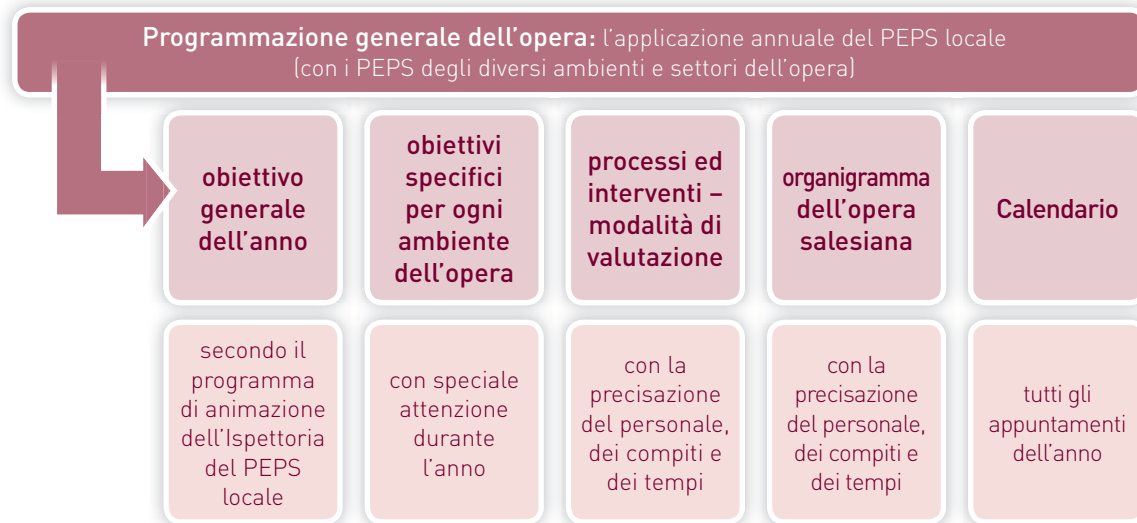 Programmazione generale dell'opera: l'applicazione annuale del PEPS locale
(con i PEPS degli diversi ambienti e settori dell'opera)
obiettivo
generale
dell'anno
obiettivi
specifici
per ogni
ambiente
dell'opera
processi ed
interventi –
modalità di
valutazione
organigramma
dell'opera
salesiana
Calendario
secondo il
programma
di animazione
dell'Ispettoria
del PEPS
locale
con speciale
attenzione
durante
l'anno
con la
precisazione
del personale,
dei compiti e
dei tempi
con la
precisazione
del personale,
dei compiti e
dei tempi
tutti gli
appuntamenti
dell'anno